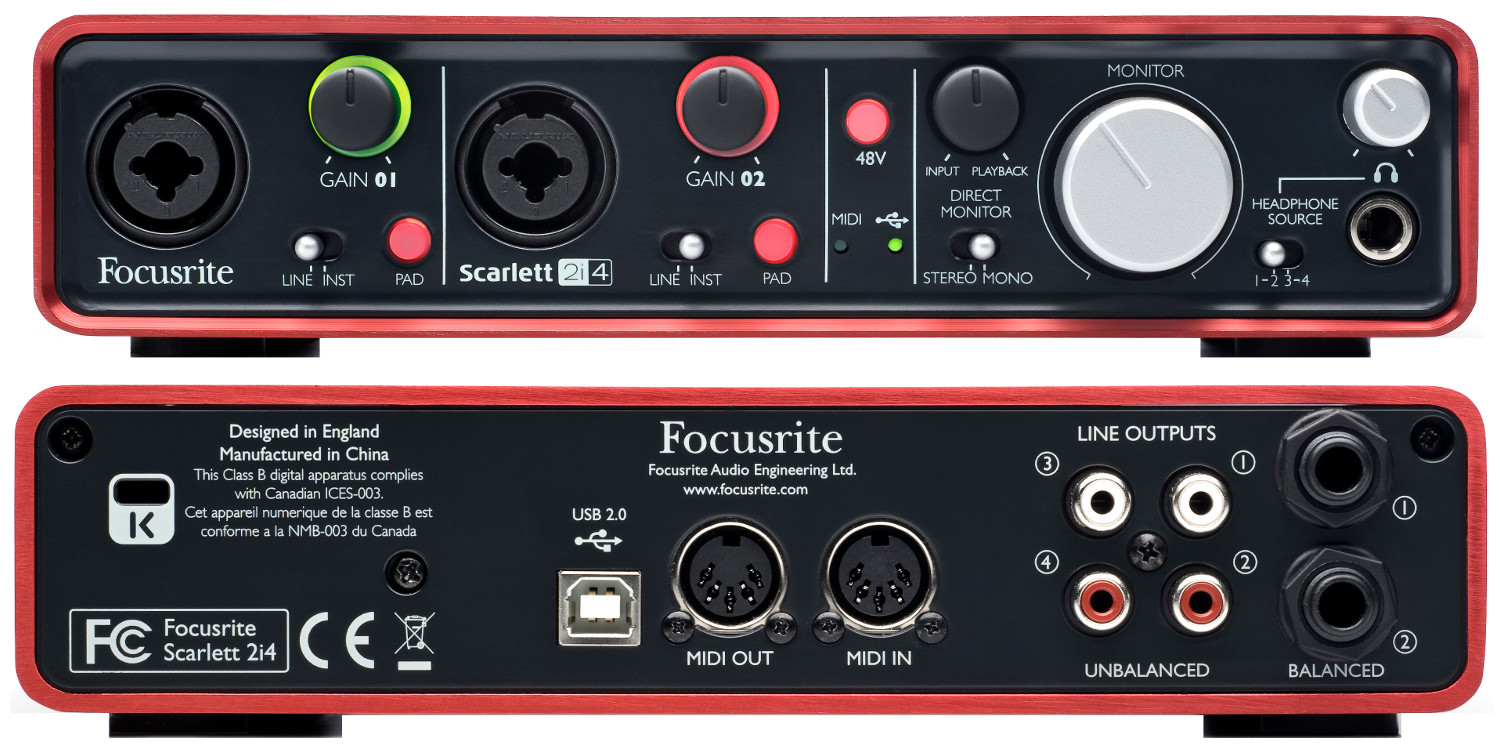 MONITOR
48V
GAIN 01
GAIN 02
INPUT PLAYBACK
DIRECT
MONITOR
HEADPHONE
SOURCE
MIDI
Focusrite
Scarlett 2i4
LINE INST
PAD
LINE INST
PAD
STEREO MONO
1-2 3-4
Designed in England
Manufactured in China
This Class B digital apparatus complies
with Canadian ICES-003.
Cet appareil numerique de la classe B est
conforme a la NMB-003 du Canada
K
FCC
Focusrite
Scarlett 2i4
CE
Focusrite
Focusrite Audio Engineering Ltd.
www.focusrite.com
USB 2.0
MIDI OUT
MIDI IN
LINE OUTPUTS
3
1
4
2
UNBALANCED
1
2
BALANCED